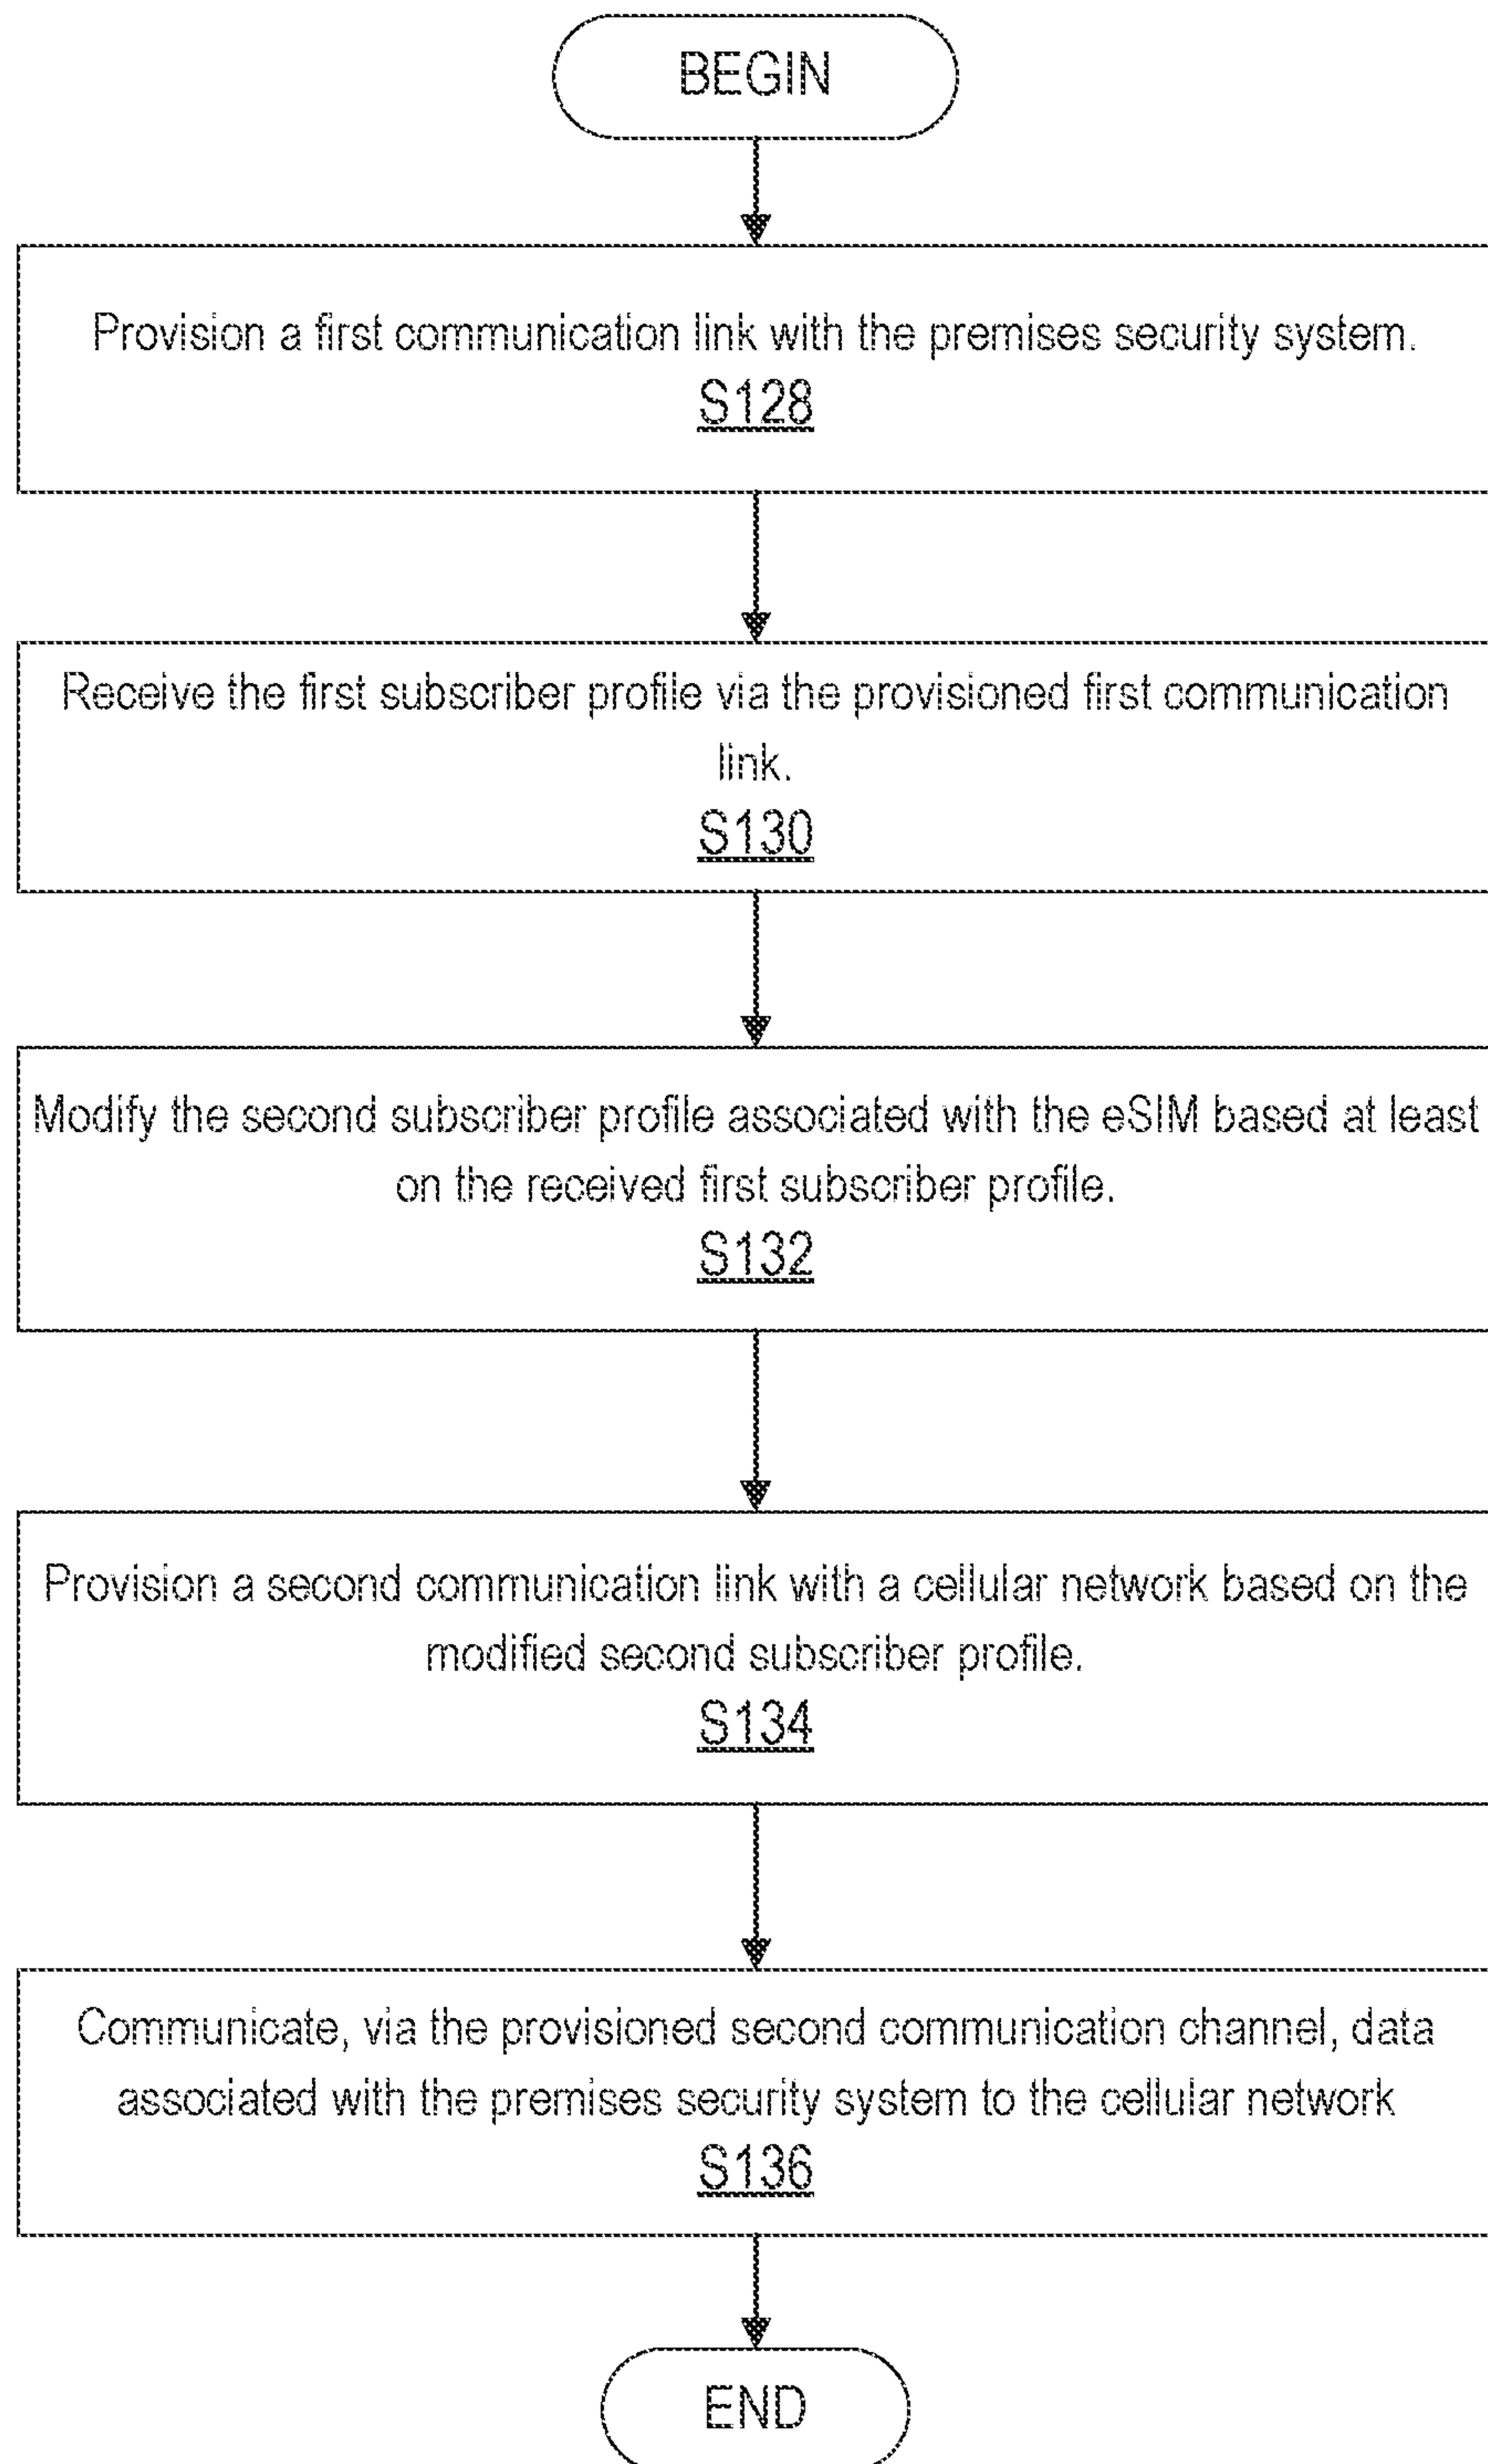 BEGIN
Provision a first communication link with the premises security system.
S128
Receive the first subscriber profile via the provisioned first communication
link.
S130
Modify the second subscriber profile associated with the eSIM based at least
on the received first subscriber profile.
S132
Provision a second communication link with a cellular network based on the
modified second subscriber profile.
S134
Communicate, via the provisioned second communication channel, data
associated with the premises security system to the cellular network
S136
END